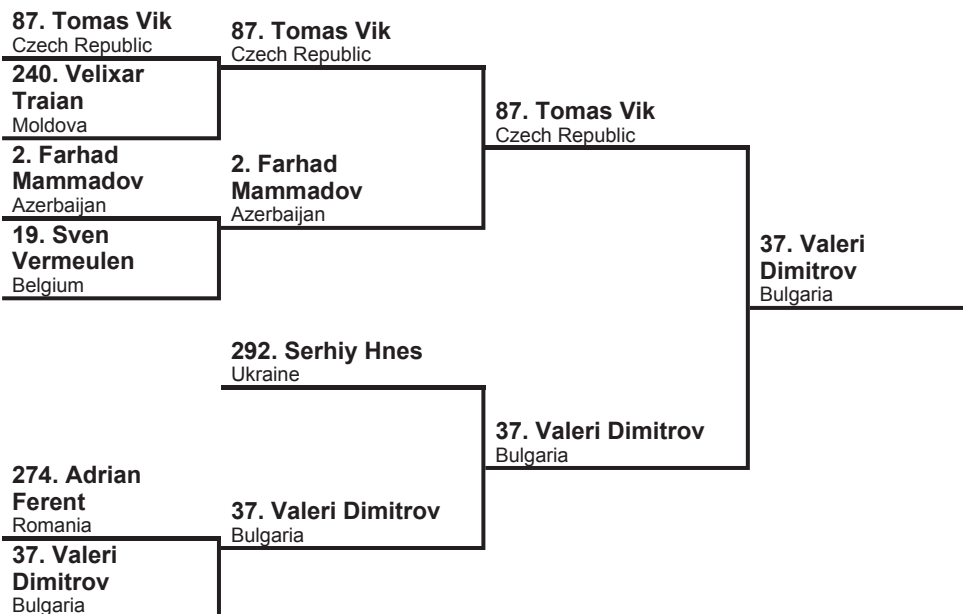 87. Tomas Vik
Czech Republic
240. Velixar
Traian
Moldova
2. Farhad
Mammadov
Azerbaijan
19. Sven
Vermeulen
Belgium
274. Adrian
Ferent
Romania
37. Valeri
Dimitrov
Bulgaria
87. Tomas Vik
Czech Republic
2. Farhad
Mammadov
Azerbaijan
292. Serhiy Hnes
Ukraine
37. Valeri Dimitrov
Bulgaria
87. Tomas Vik
Czech Republic
37. Valeri Dimitrov
Bulgaria
37. Valeri
Dimitrov
Bulgaria